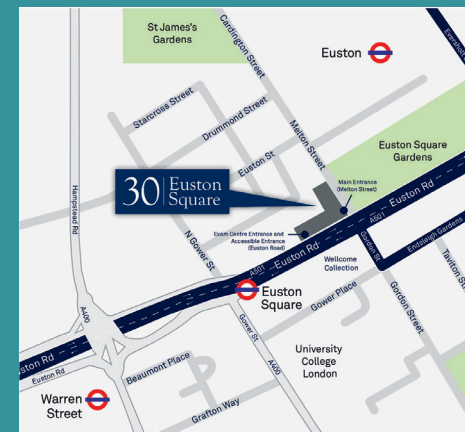 St James's
Gardens
Cardington Street
Euston
Eversholt
Starcross Street
Drummond Street
Melton Street
Euston St
Euston Square
Gardens
30 Euston
Square
Main Entrance
(Melton Street)
Hampstead Rd
N Gower St
Exam Centre Entrance and
Accessible Entrance
(Euston Road)
A501
Euston Rd
Euston Rd
A501
Gordon St
Endsleigh Gardens
Wellcome
Collection
Taviton St
Euston
Square
Gower Place
Gordon Street
A400
Gower St
University
College
London
ston Rd
Euston Rd
Beaumont Place
A400
Warren
Street
Grafton Way